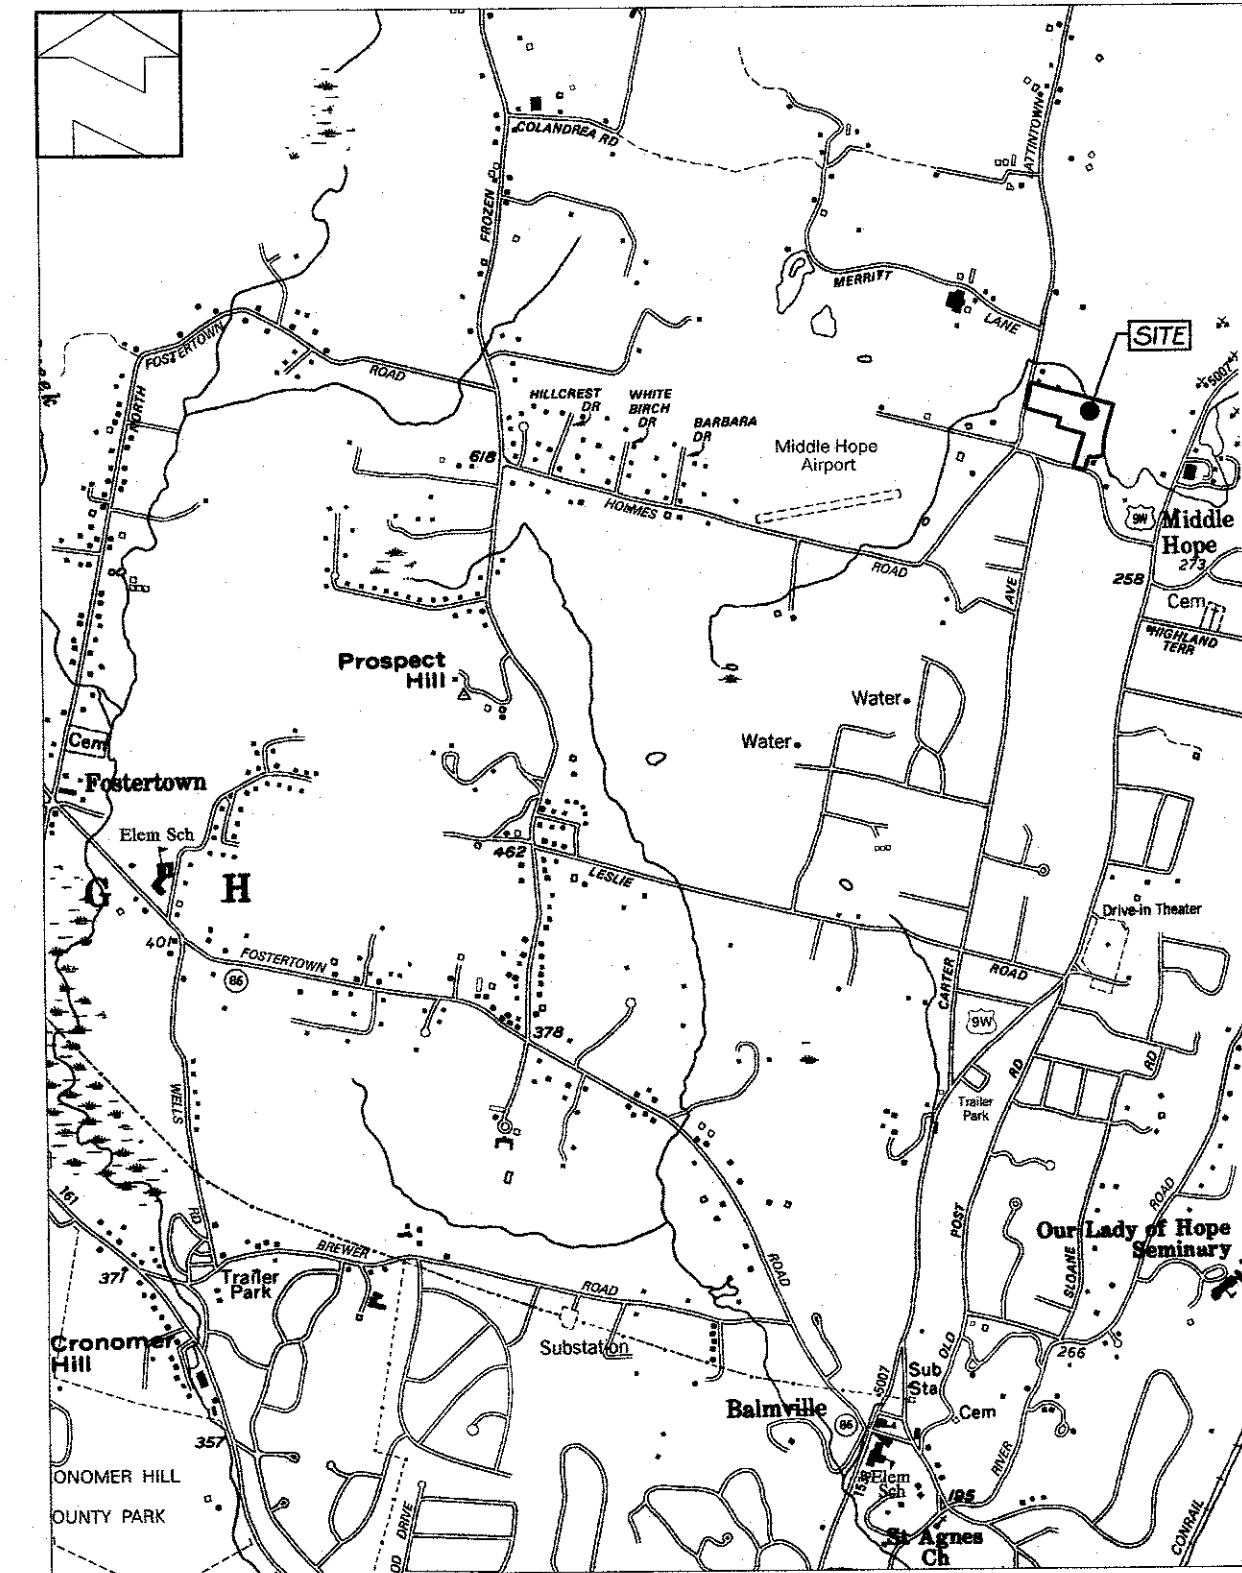 COLANDREA RD
FROZEN
LATTINTOWN
MERRITT
LANE
SITE
5007
FOSTERTOWN
ROAD
NORTH
HILLCREST
DR
WHITE
BIRCH
DR
BARBARA
DR
618
Middle Hope
Airport
HOLMES
ROAD
9W
Middle
Hope
273
258
AVE
Cem
HIGHLAND
TERR
Prospect
Hill
Water
Water
Cem
Fostertown
Elem Sch
462
LESLIE
G
H
Drive-in Theater
401
FOSTERTOWN
86
ROAD
CARTER
9W
378
RD
RD
WELLS
Trailer
Park
161
ROAD
POST
Our Lady of Hope
Seminary
SLOANE
RD
BREWER
ROAD
ROAD
371
Trailer
Park
Cronomer
Hill
Substation
OLD
266
5007
Sub
Sta
Balmville
86
Cem
357
RIVER
ONOMER HILL
OUNTY PARK
Elem
Sch
195
OD DRIVE
St Agnes
Ch
CONRAIL